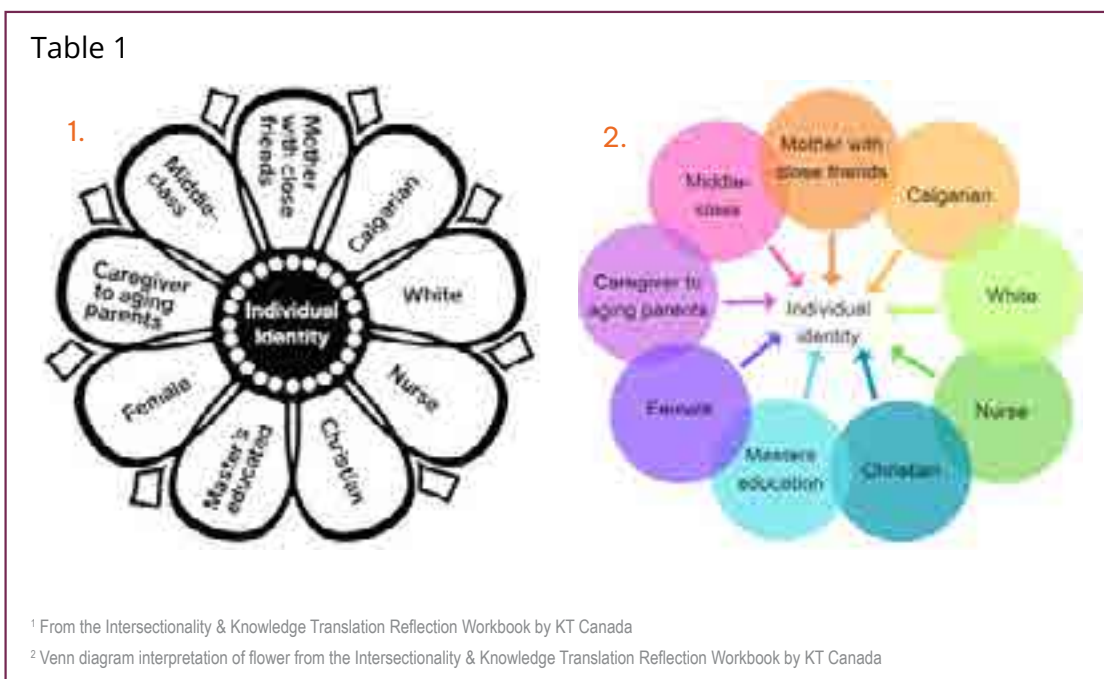 Table 1
1.
Mother
with close
friends
Calgarian
White
Nurse
Christian
Master's
educated
Female
Caregiver
to aging
parents
Middle-
class
Individual
Identity
2.
Mother with
close friends
Calgarian
White
Nurse
Christian
Masters
education
Female
Caregiver to
aging parents
Middle-
class
Individual
identity
1 From the Intersectionality & Knowledge Translation Reflection Workbook by KT Canada
2 Venn diagram interpretation of flower from the Intersectionality & Knowledge Translation Reflection Workbook by KT Canada